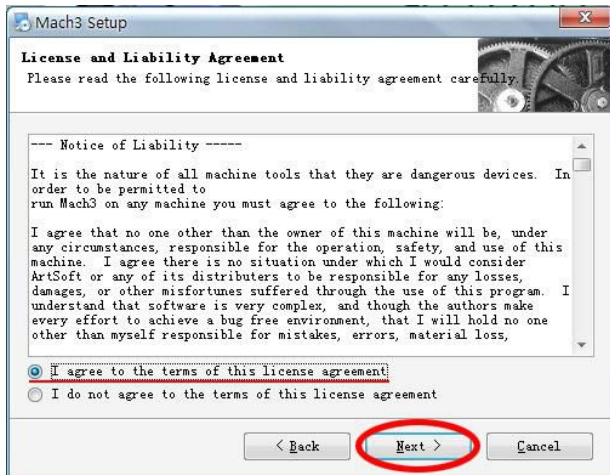 Mach3 Setup
License and Liability Agreement
Please read the following license and liability agreement carefully.
--- Notice of Liability -----
It is the nature of all machine tools that they are dangerous devices.  In
order to be permitted to
run Mach3 on any machine you must agree to the following:
I agree that no one other than the owner of this machine will be, under
any circumstances, responsible for the operation, safety, and use of this
machine.  I agree there is no situation under which I would consider
ArtSoft or any of its distributers to be responsible for any losses,
damages, or other misfortunes suffered through the use of this program.  I
understand that software is very complex, and though the authors make
every effort to achieve a bug free environment, that I will hold no one
other than myself responsible for mistakes, errors, material loss,
I agree to the terms of this license agreement
I do not agree to the terms of this license agreement
< Back
Next >
Cancel